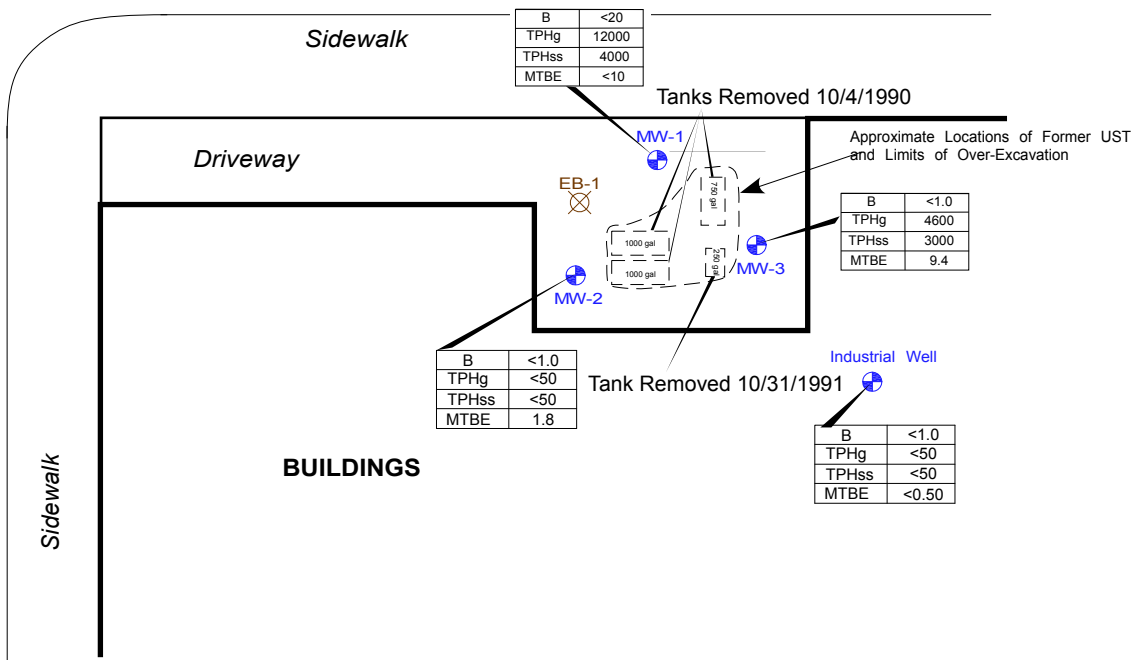 Sidewalk
B <20
TPHg 12000
TPHss 4000
MTBE <10
Tanks Removed 10/4/1990
MW-1
Approximate Locations of Former UST
and Limits of Over-Excavation
Driveway
EB-1
750 gal
B <1.0
TPHg 4600
TPHss 3000
MTBE 9.4
1000 gal
1000 gal
250 gal
MW-3
MW-2
B <1.0
TPHg <50
TPHss <50
MTBE 1.8
Tank Removed 10/31/1991
Industrial Well
B <1.0
TPHg <50
TPHss <50
MTBE <0.50
BUILDINGS
Sidewalk